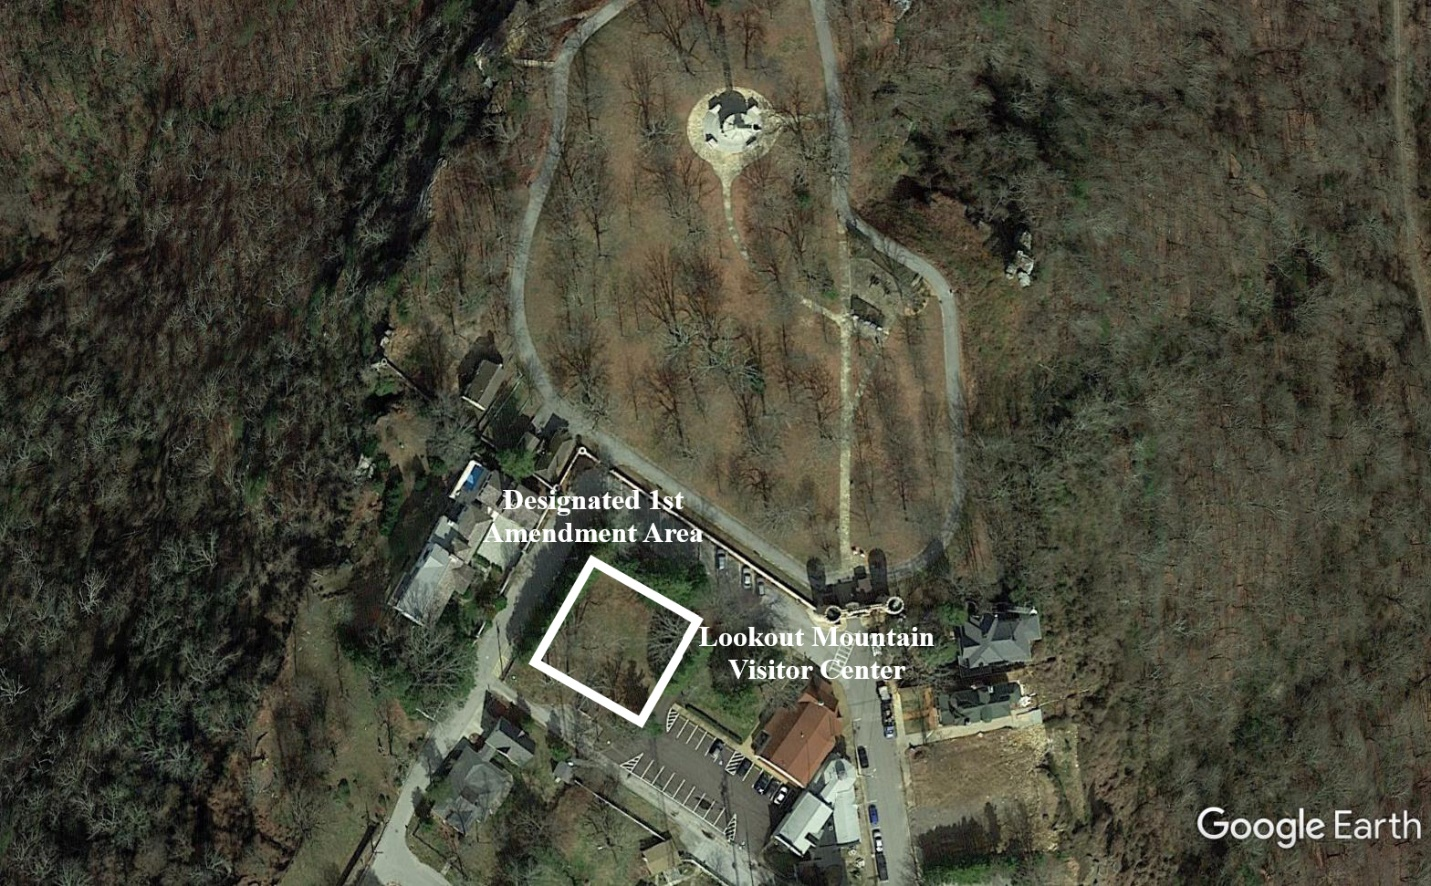 Designated 1st
Amendment Area
Lookout Mountain
Visitor Center
Google Earth